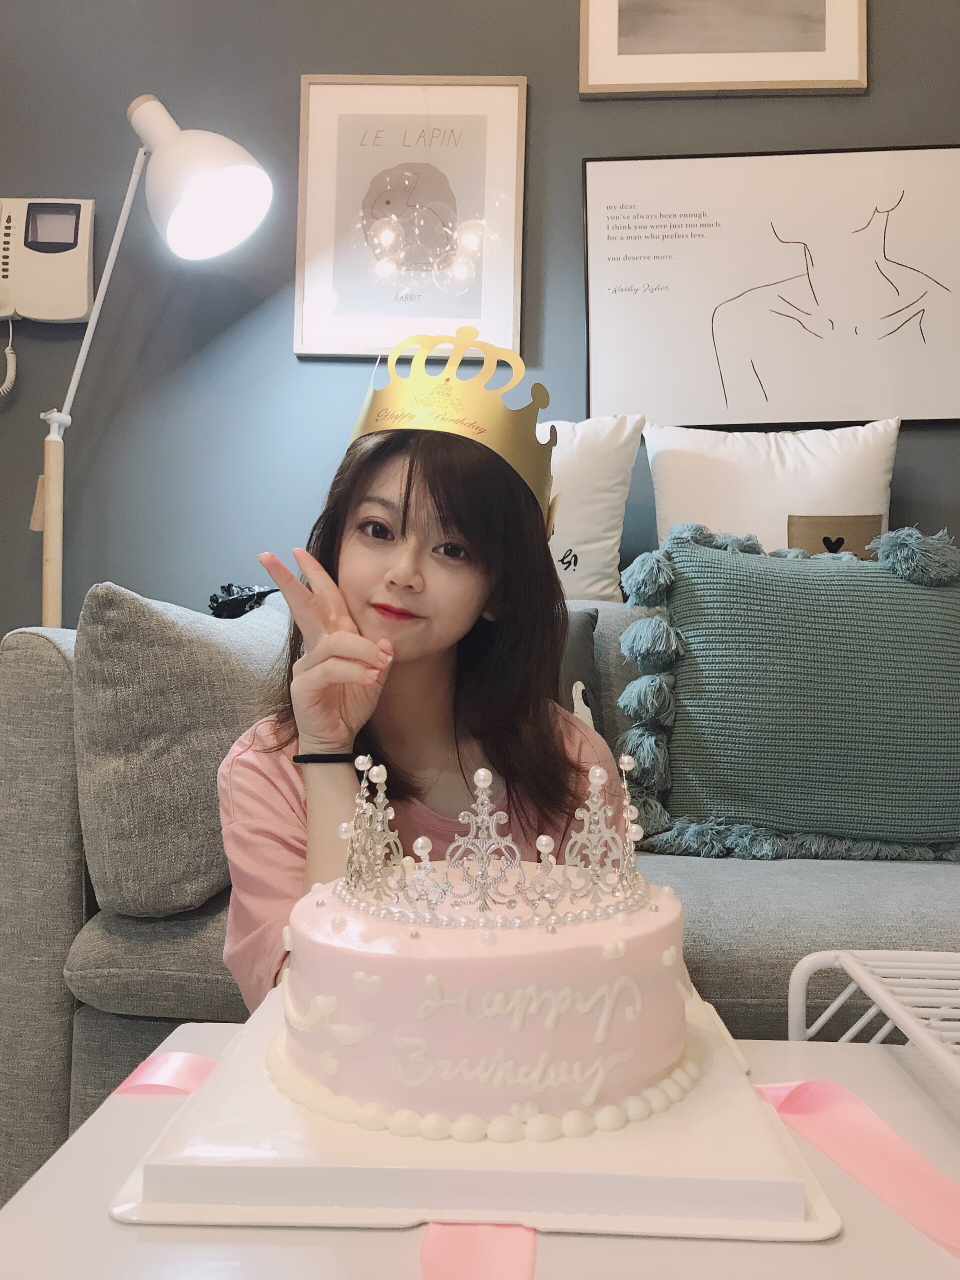 LE LAPIN
RABBIT
my dear,
you've always been enough.
I think you were just too much.
for a man who prefers less.
you deserve more.
Happy Birthday
Happy
Birthday